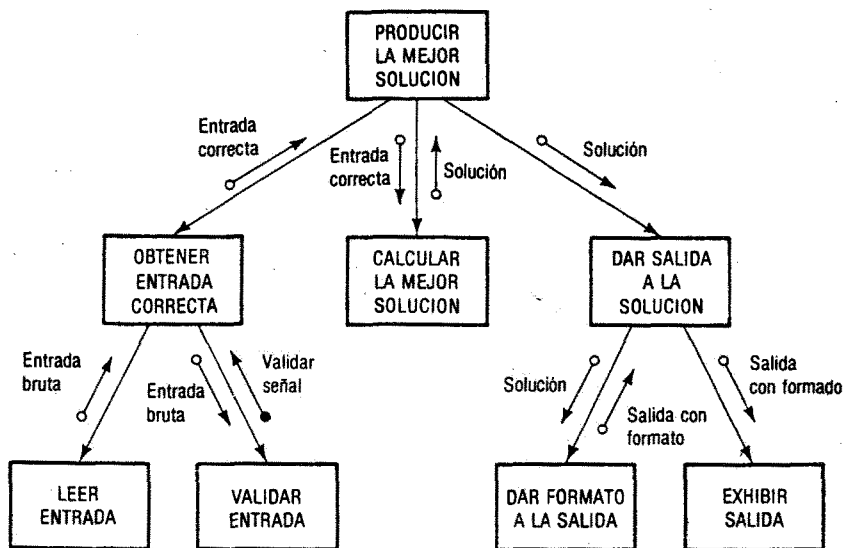 PRODUCIR
LA MEJOR
SOLUCION
Entrada
correcta
Entrada
correcta
Solución
Solución
OBTENER
ENTRADA
CORRECTA
CALCULAR
LA MEJOR
SOLUCION
DAR SALIDA
A LA
SOLUCION
Entrada
bruta
Entrada
bruta
Validar
señal
Solución
Salida con
formato
Salida
con formado
LEER
ENTRADA
VALIDAR
ENTRADA
DAR FORMATO
A LA SALIDA
EXHIBIR
SALIDA